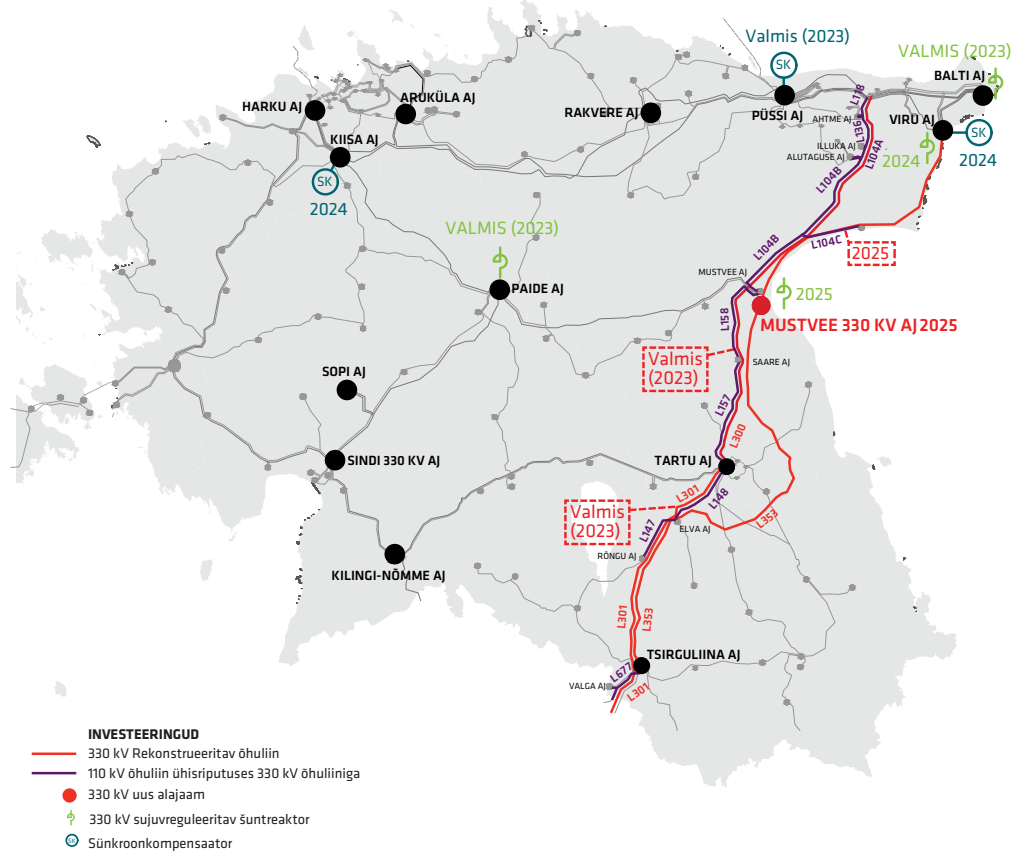 Valmis (2023)
SK
VALMIS (2023)
BALTI AJ
HARKU AJ
ARUKÜLA AJ
RAKVERE AJ
PÜSSI AJ
L118
AHTME AJ
L136
VIRU AJ
SK
2024
2024
KIISA AJ
SK
2024
ILLUKA AJ
ALUTAGUSE AJ
L104A
L104B
VALMIS (2023)
PAIDE AJ
L104B
L104C
2025
MUSTVEE AJ
2025
MUSTVEE 330 KV AJ 2025
L158
Valmis
(2023)
SAARE AJ
SOPI AJ
L157
L300
SINDI 330 KV AJ
TARTU AJ
L301
L148
Valmis
(2023)
L353
L147
ELVA AJ
RÕNGU AJ
KILINGI-NÕMME AJ
L301
L353
TSIRGULIINA AJ
L677
VALGA AJ
L301
INVESTEERINGUD
330 kV Rekonstrueeritav õhuliin
110 kV õhuliin ühisriputuses 330 kV õhuliiniga
330 kV uus alajaam
330 kV sujuvreguleeritav šuntreaktor
SK
Sünkroonkompensaator